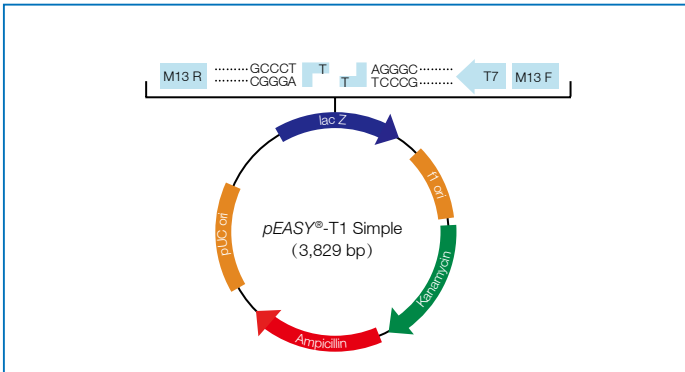 M13 R ·········GCCCT T AGGGC········· T7 M13 F
·········CGGGA T TCCCG·········
lac Z
f1 ori
pUC ori
pEASY®-T1 Simple
(3,829 bp)
Kanamycin
Ampicillin